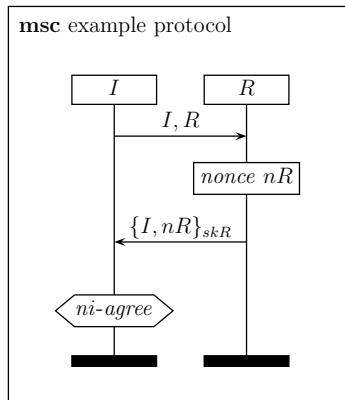 msc example protocol
I R
I, R
nonce nR
{I, nR}skR
ni-agree